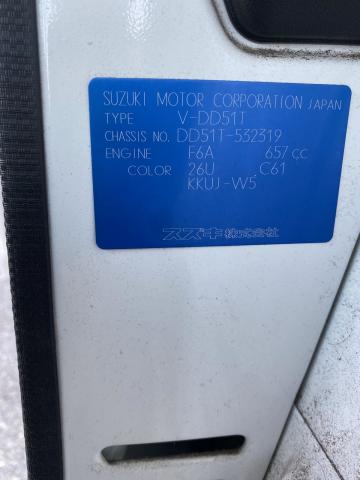 SUZUKI MOTOR CORPORATION JAPAN
TYPE V-DD51T
CHASSIS NO. DD51T-532319
ENGINE F6A 657 CC
COLOR 26U C61
KKUJ-W5
スズキ株式会社